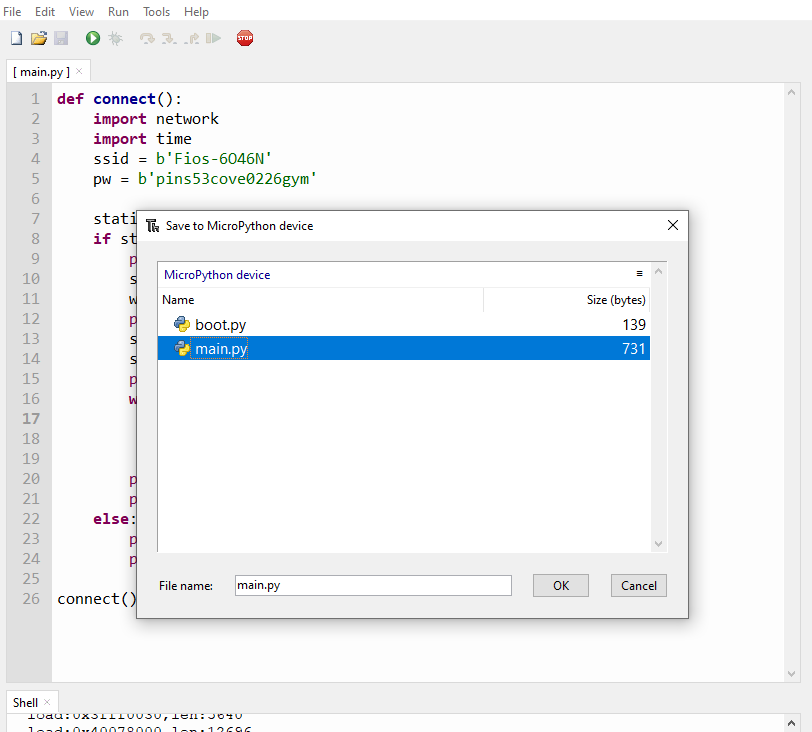 File Edit View Run Tools Help
STOP
[ main.py ] ×
1 def connect():
2 import network
3 import time
4 ssid = b'Fios-6O46N'
5 pw = b'pins53cove0226gym'
6
7 stati
8 if st
9 p
10 s
11 w
12 p
13 s
14 s
15 p
16 w
17
18
19
20 p
21 p
22 else:
23 p
24 p
25
26 connect()
Save to MicroPython device
MicroPython device
Name Size (bytes)
boot.py 139
main.py 731
File name: main.py OK Cancel
Shell ×
load:0x3fff0030,len:5640
load:0x40078000,len:12696